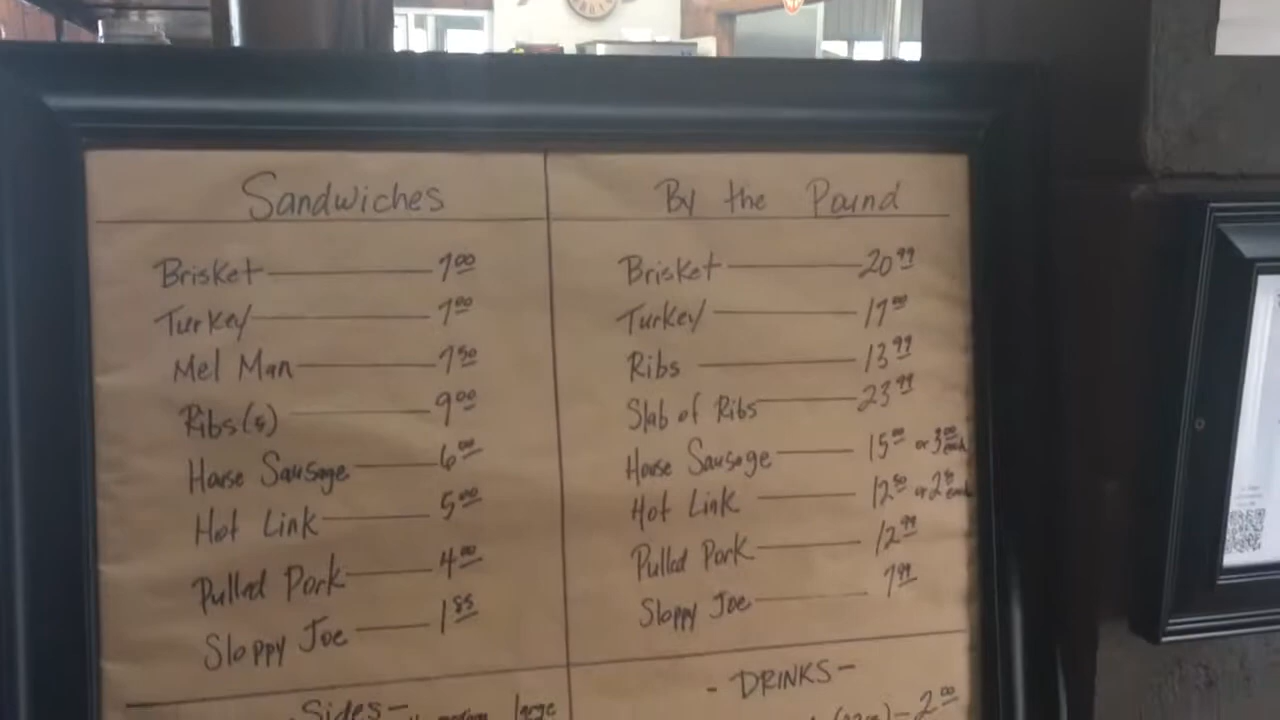 Sandwiches
Brisket 7.00
Turkey 7.00
Mel Man 7.50
Ribs(s) 9.00
House Sausage 6.00
Hot Link 5.00
Pulled Pork 4.00
Sloppy Joe 1.85
By the Pound
Brisket 20.99
Turkey 17.00
Ribs 13.99
Slab of Ribs 23.99
House Sausage 15.00 or 3.00 each
Hot Link 12.50 or 2.50 each
Pulled Pork 12.99
Sloppy Joe 7.99
Sides-
medium large
- DRINKS -
2.00